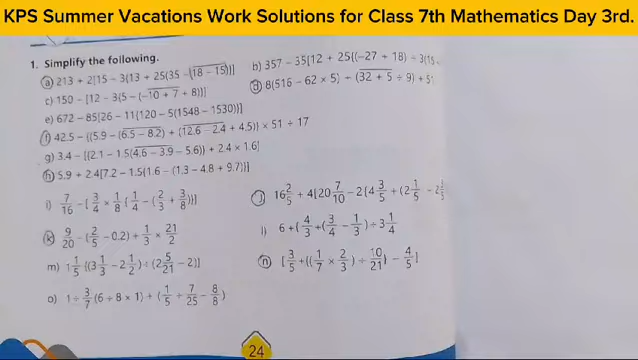 KPS Summer Vacations Work Solutions for Class 7th Mathematics Day 3rd.
1. Simplify the following.
a) 213 + 2[15 – 3{13 + 25(35 – (18 – 15)}]
b) 357 – 35[12 + 25{(–27 + 18) ÷ 3(15
c) 150 – [12 – 3{5 – (–10 + 7 + 8)}]
d) 8(516 – 62 × 5) ÷ (32 + 5 ÷ 9) + 5
e) 672 – 85[26 – 11{120 – 5(1548 – 1530)}]
f) 42.5 – {(5.9 – (6.5 – 8.2) + (12.6 – 2.4 + 4.5)} × 51 ÷ 17
g) 3.4 – [{2.1 – 1.5(4.6 – 3.9 – 5.6)} + 2.4 × 1.6]
h) 5.9 + 2.4[7.2 – 1.5{1.6 – (1.3 – 4.8 + 9.7)}]
i) 7/16 – [3/4 × 1/8 {1/4 – (2/3 + 3/8)}]
j) 16 2/5 + 4[20 7/10 – 2{4 3/5 + (2 1/5 – 2
k) 9/20 – (2/5 – 0.2) + 1/3 × 21/2
l) 6 + {4/3 + (3/4 – 1/3)} ÷ 3 1/4
m) 1 1/5 {(3 1/3 – 2 1/2) ÷ (2 5/21 – 2)}
n) [3/5 + {(1/7 × 2/3) ÷ 10/21} – 4/5]
o) 1 ÷ 3/7 (6 ÷ 8 × 1) + (1/5 ÷ 7/25 – 8/8)
24